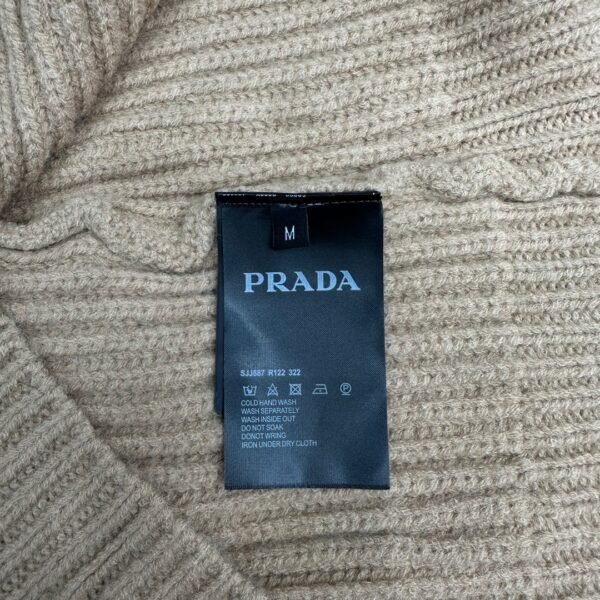 M
PRADA
SJJ887 R122 322
COLD HAND WASH
WASH SEPARATELY
WASH INSIDE OUT
DO NOT SOAK
DONOT WRING
IRON UNDER DRY CLOTH